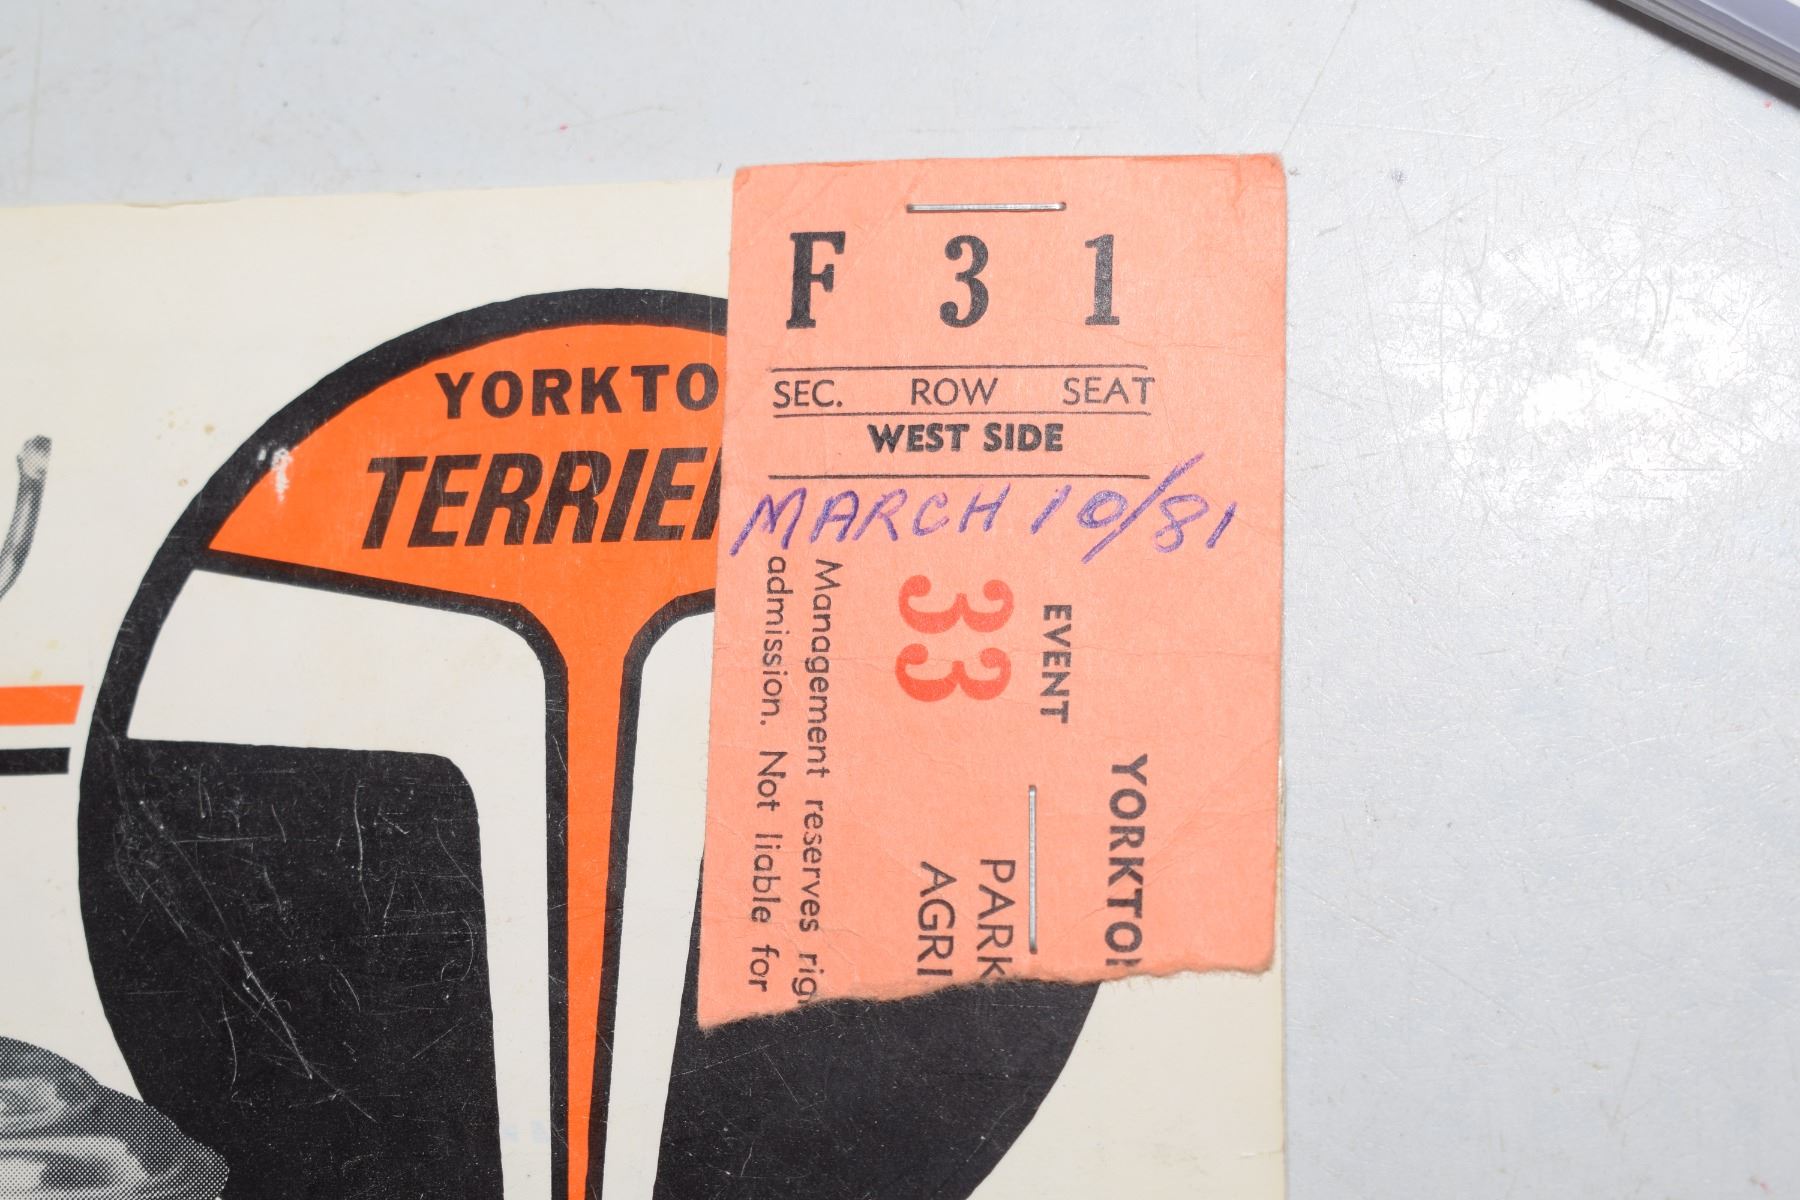 YORKTO
TERRIE
F 3 1
SEC. ROW SEAT
WEST SIDE
MARCH 10/81
YORKTO
EVENT
33
PARK
AGRI
Management reserves rig
admission. Not liable for